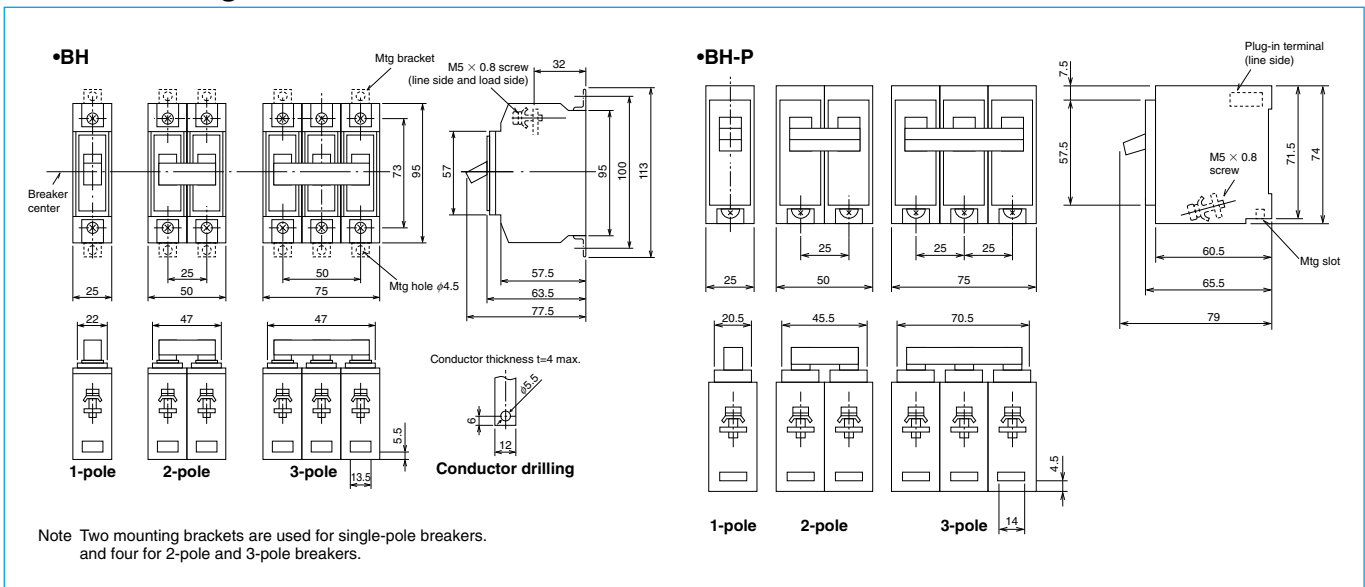 •BH
Mtg bracket
M5 × 0.8 screw
(line side and load side)
32
73
95
57
95
100
113
Breaker
center
25
50
Mtg hole ø4.5
25
50
75
57.5
63.5
77.5
22
47
47
Conductor thickness t=4 max.
ø5.5
6
12
5.5
13.5
1-pole
2-pole
3-pole
Conductor drilling
Note Two mounting brackets are used for single-pole breakers.
and four for 2-pole and 3-pole breakers.
•BH-P
Plug-in terminal
(line side)
7.5
57.5
71.5
74
M5 × 0.8
screw
25
25
25
25
50
75
60.5
Mtg slot
65.5
79
20.5
45.5
70.5
4.5
14
1-pole
2-pole
3-pole